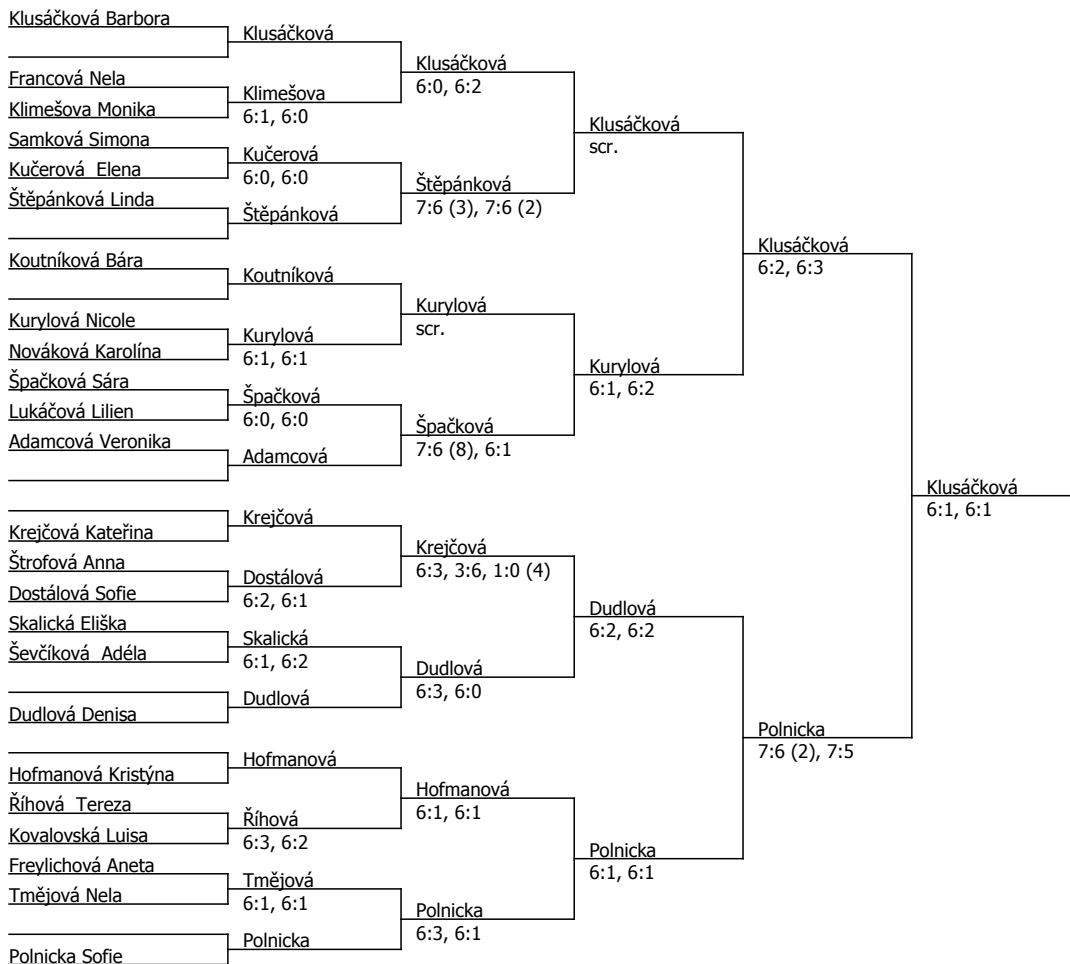 Klusáčková Barbora
Klusáčková
Klusáčková
6:0, 6:2
Francová Nela
Klimešova
6:1, 6:0
Klimešova Monika
Klusáčková
scr.
Samková Simona
Kučerová
6:0, 6:0
Kučerová  Elena
Štěpánková
7:6 (3), 7:6 (2)
Štěpánková Linda
Štěpánková
Klusáčková
6:2, 6:3
Koutníková Bára
Koutníková
Kurylová
scr.
Kurylová Nicole
Kurylová
6:1, 6:1
Nováková Karolína
Kurylová
6:1, 6:2
Špačková Sára
Špačková
6:0, 6:0
Lukáčová Lilien
Špačková
7:6 (8), 6:1
Adamcová Veronika
Adamcová
Klusáčková
6:1, 6:1
Krejčová
Krejčová Kateřina
Krejčová
6:3, 3:6, 1:0 (4)
Štrofová Anna
Dostálová
6:2, 6:1
Dostálová Sofie
Dudlová
6:2, 6:2
Skalická Eliška
Skalická
6:1, 6:2
Ševčíková  Adéla
Dudlová
6:3, 6:0
Dudlová
Dudlová Denisa
Polnicka
7:6 (2), 7:5
Hofmanová
Hofmanová Kristýna
Hofmanová
6:1, 6:1
Říhová  Tereza
Říhová
6:3, 6:2
Kovalovská Luisa
Polnicka
6:1, 6:1
Freylichová Aneta
Tmějová
6:1, 6:1
Tmějová Nela
Polnicka
6:3, 6:1
Polnicka
Polnicka Sofie